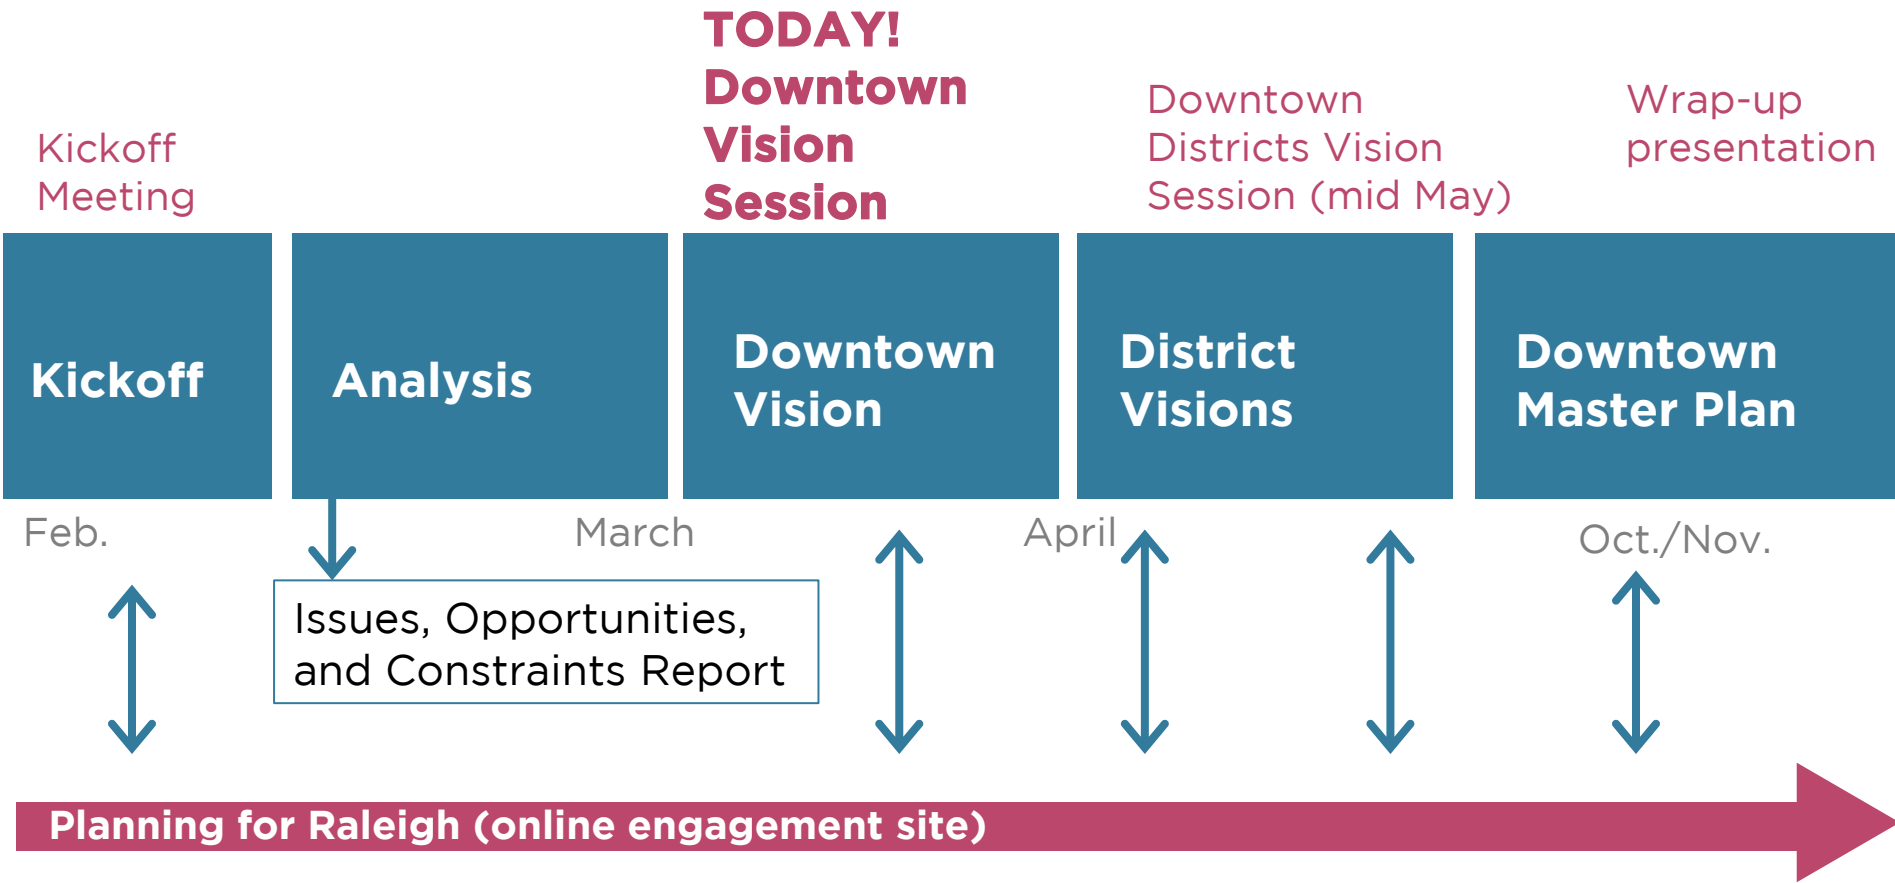 Kickoff
Meeting
TODAY!
Downtown
Vision
Session
Downtown
Districts Vision
Session (mid May)
Wrap-up
presentation
Kickoff
Analysis
Downtown
Vision
District
Visions
Downtown
Master Plan
Feb.
March
April
Oct./Nov.
Issues, Opportunities,
and Constraints Report
Planning for Raleigh (online engagement site)